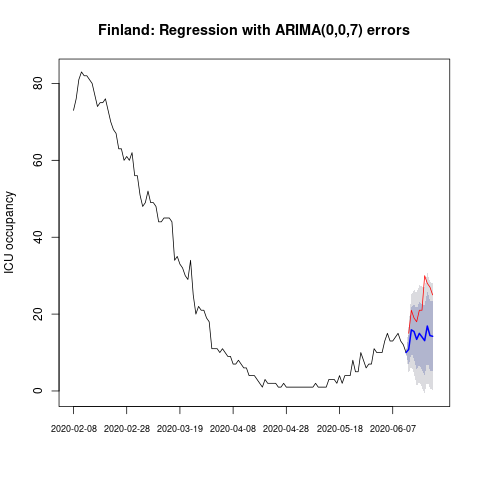 Finland: Regression with ARIMA(0,0,7) errors
ICU occupancy
80
60
40
20
0
2020-02-08 2020-02-28 2020-03-19 2020-04-08 2020-04-28 2020-05-18 2020-06-07